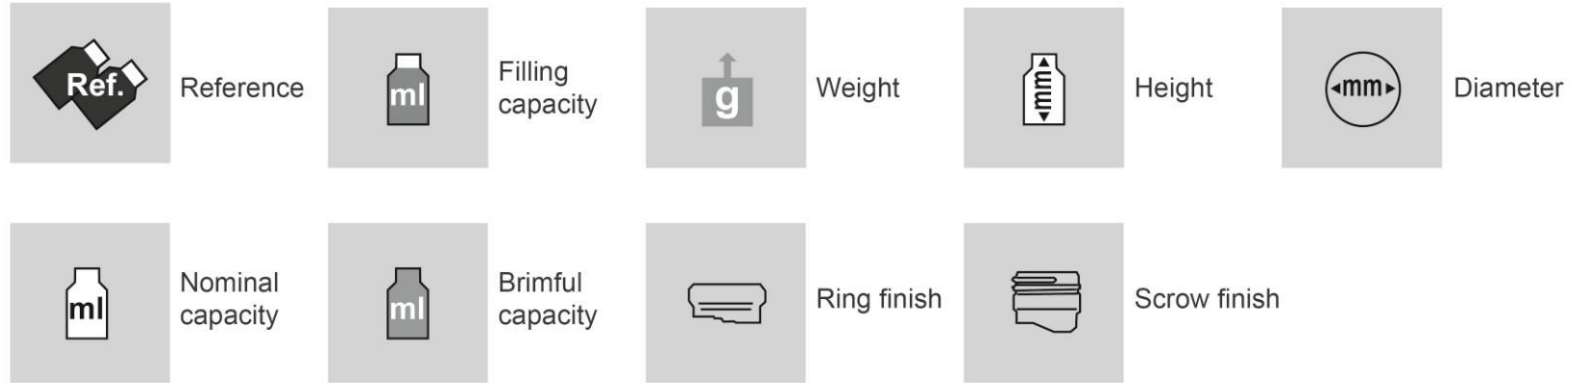 Ref.
Reference
ml
Filling
capacity
g
Weight
mm
Height
mm
Diameter
ml
Nominal
capacity
ml
Brimful
capacity
Ring finish
Scrow finish